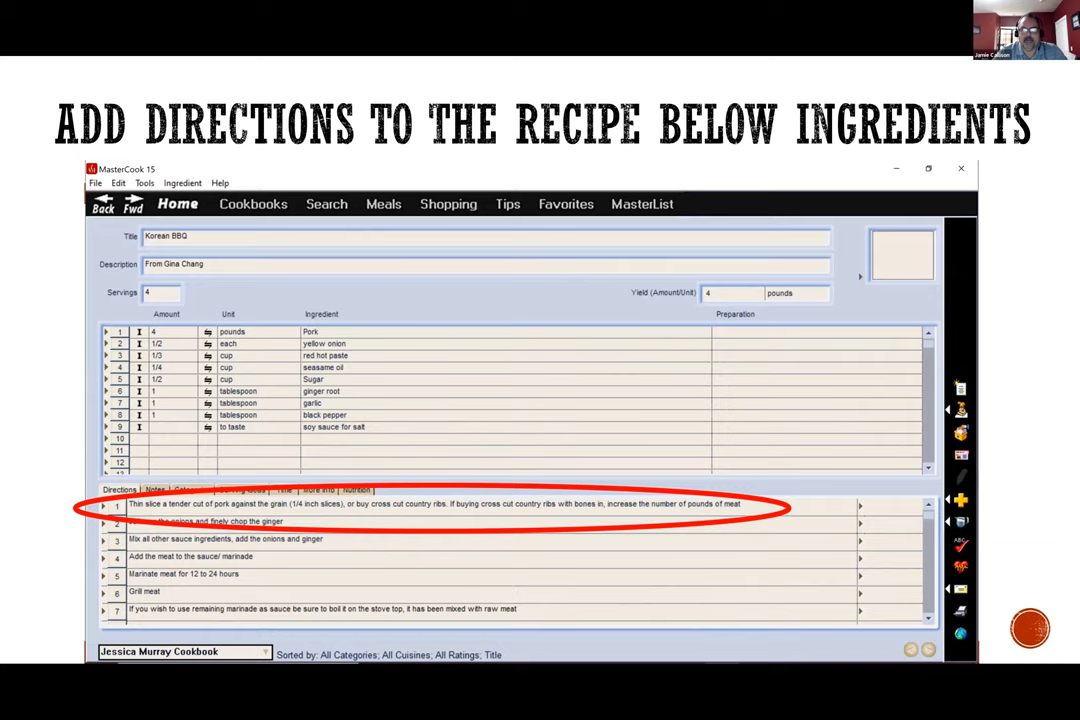 Jamie Callison
ADD DIRECTIONS TO THE RECIPE BELOW INGREDIENTS
MasterCook 15
File Edit Tools Ingredient Help
Back Fwd Home Cookbooks Search Meals Shopping Tips Favorites MasterList
Title Korean BBQ
Description From Gina Chang
Servings 4 Yield (Amount/Unit) 4 pounds
Amount Unit Ingredient Preparation
1 I 4 pounds Pork
2 I 1/2 each yellow onion
3 I 1/3 cup red hot paste
4 I 1/4 cup seasame oil
5 I 1/2 cup Sugar
6 I 1 tablespoon ginger root
7 I 1 tablespoon garlic
8 I 1 tablespoon black pepper
9 I to taste soy sauce for salt
10
11
12
Directions Notes Title More Info Nutrition
1 Thin slice a tender cut of pork against the grain (1/4 inch slices), or buy cross cut country ribs. If buying cross cut country ribs with bones in, increase the number of pounds of meat
2 the onions and finely chop the ginger
3 Mix all other sauce ingredients, add the onions and ginger
4 Add the meat to the sauce/ marinade
5 Marinate meat for 12 to 24 hours
6 Grill meat
7 If you wish to use remaining marinade as sauce be sure to boil it on the stove top, it has been mixed with raw meat
Jessica Murray Cookbook Sorted by: All Categories; All Cuisines; All Ratings; Title
ABC